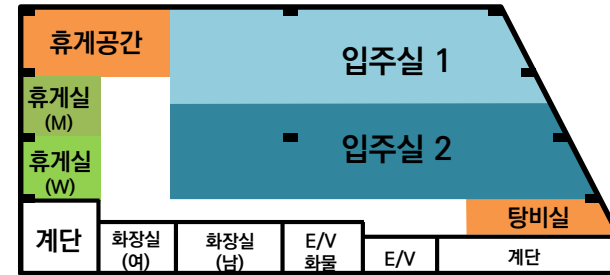 휴게공간
입주실 1
휴게실
(M)
입주실 2
휴게실
(W)
탕비실
계단
화장실
(여)
화장실
(남)
E/V
화물
E/V
계단